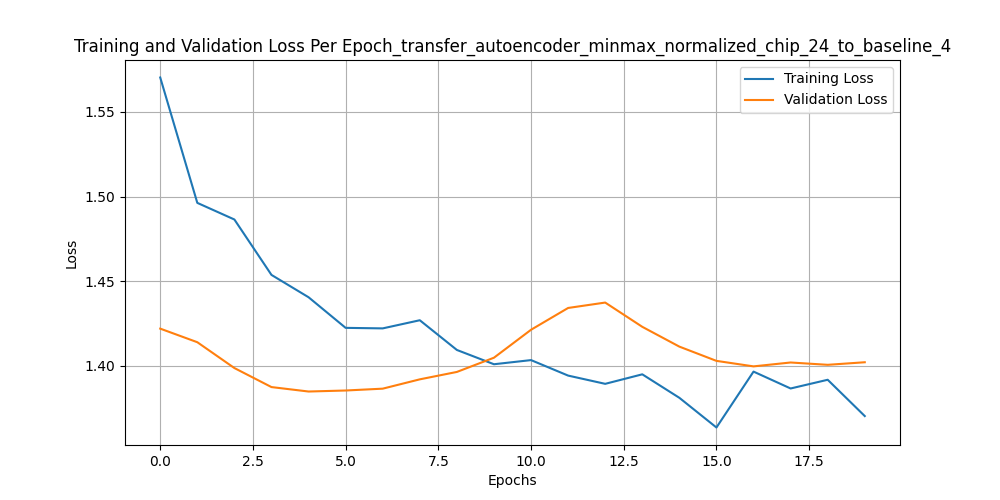 Training and Validation Loss Per Epoch_transfer_autoencoder_minmax_normalized_chip_24_to_baseline_4
Training Loss
Validation Loss
1.55
1.50
1.45
1.40
Loss
0.0 2.5 5.0 7.5 10.0 12.5 15.0 17.5
Epochs